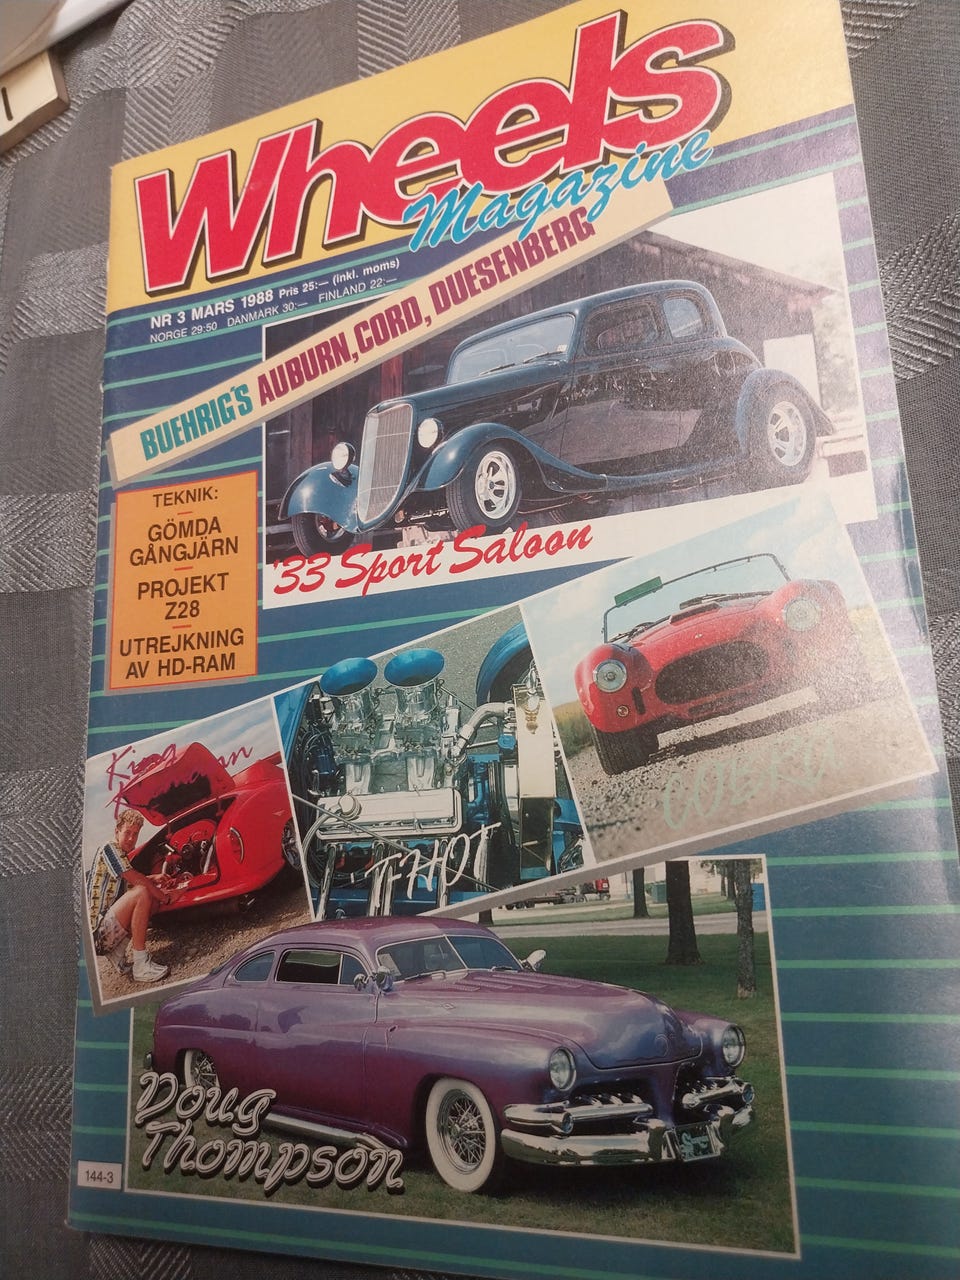 Wheels
Magazine
NR 3 MARS 1988 Pris 25:– (inkl. moms)
NORGE 29:50 DANMARK 30:– FINLAND 22:–
BUEHRIG'S AUBURN, CORD, DUESENBERG
TEKNIK:
GÖMDA
GÅNGJÄRN
PROJEKT
Z28
UTREJKNING
AV HD-RAM
'33 Sport Saloon
King
T-HOT
COBRA
Doug
Thompson
144-3